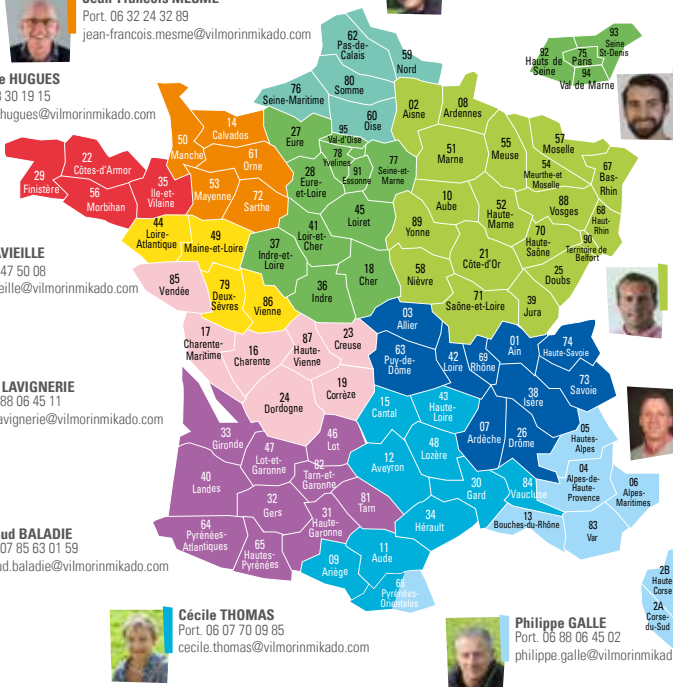 Jean-François MESME
Port. 06 32 24 32 89
jean-francois.mesme@vilmorinmikado.com
HUGUES
30 19 15
hugues@vilmorinmikado.com
47 50 08
@vilmorinmikado.com
LAVIGNERIE
88 06 45 11
avignerie@vilmorinmikado.com
BALADIE
07 85 63 01 59
ud.baladie@vilmorinmikado.com
Cécile THOMAS
Port. 06 07 70 09 85
cecile.thomas@vilmorinmikado.com
Philippe GALLE
Port. 06 88 06 45 02
philippe.galle@vilmorinmikad
62
Pas-de-
Calais
59
Nord
80
Somme
76
Seine-Maritime
60
Oise
02
Aisne
08
Ardennes
93
Seine
St-Denis
92
Hauts de
Seine
75
Paris
94
Val de Marne
14
Calvados
50
Manche
61
Orne
53
Mayenne
72
Sarthe
27
Eure
95
Val-d'Oise
78
Yvelines
91
Essonne
77
Seine-et-
Marne
28
Eure-
et-Loir
51
Marne
55
Meuse
57
Moselle
54
Meurthe-et
Moselle
67
Bas-
Rhin
68
Haut-
Rhin
88
Vosges
22
Côtes-d'Armor
29
Finistère
56
Morbihan
35
Ile-et-
Vilaine
44
Loire-
Atlantique
49
Maine-et-Loire
85
Vendée
79
Deux-
Sèvres
86
Vienne
37
Indre-et
Loire
41
Loir-et
Cher
45
Loiret
18
Cher
36
Indre
10
Aube
52
Haute-
Marne
89
Yonne
21
Côte-d'Or
70
Haute-
Saône
90
Territoire de
Belfort
25
Doubs
58
Nièvre
71
Saône-et-Loire
39
Jura
17
Charente-
Maritime
16
Charente
87
Haute-
Vienne
23
Creuse
19
Corrèze
24
Dordogne
03
Allier
63
Puy-de-
Dôme
42
Loire
69
Rhône
01
Ain
74
Haute-Savoie
73
Savoie
38
Isère
07
Ardèche
26
Drôme
05
Hautes-
Alpes
04
Alpes-de-
Haute-
Provence
06
Alpes-
Maritimes
13
Bouches-du-Rhône
83
Var
84
Vaucluse
15
Cantal
43
Haute-
Loire
12
Aveyron
48
Lozère
30
Gard
34
Hérault
11
Aude
09
Ariège
66
Pyrénées-
Orientales
33
Gironde
40
Landes
47
Lot-et-
Garonne
46
Lot
82
Tarn-et-
Garonne
32
Gers
31
Haute-
Garonne
81
Tarn
64
Pyrénées-
Atlantiques
65
Hautes-
Pyrénées
2B
Haute
Corse
2A
Corse-
du-Sud